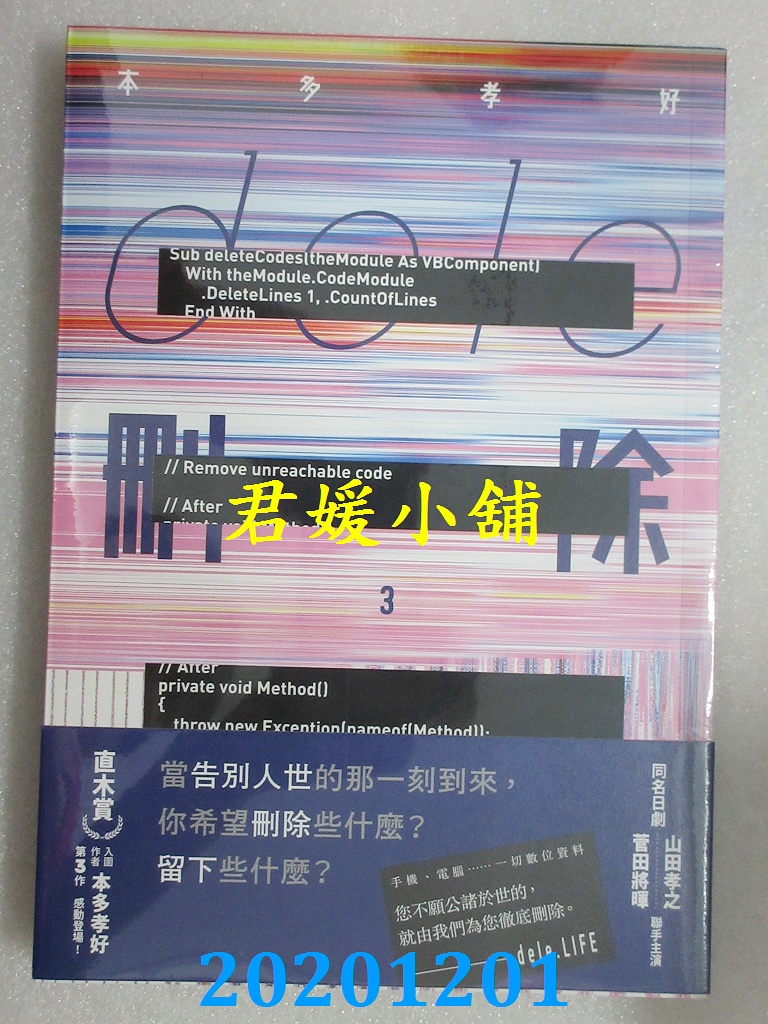 本多孝好
dele
Sub deleteCodes(theModule As VBComponent)
With theModule.CodeModule
.DeleteLines 1, .CountOfLines
End With
刪除
// Remove unreachable code
// After
君媛小舖
3
// After
private void Method()
{
throw new Exception(nameof(Method));
直木賞
入圍作者 本多孝好
第3作 感動登場！
當告別人世的那一刻到來，
你希望刪除些什麼？
留下些什麼？
手機、電腦……一切數位資料
您不願公諸於世的，
就由我們為您徹底刪除。
dele.LIFE
同名日劇
山田孝之
菅田將暉
聯手主演
20201201